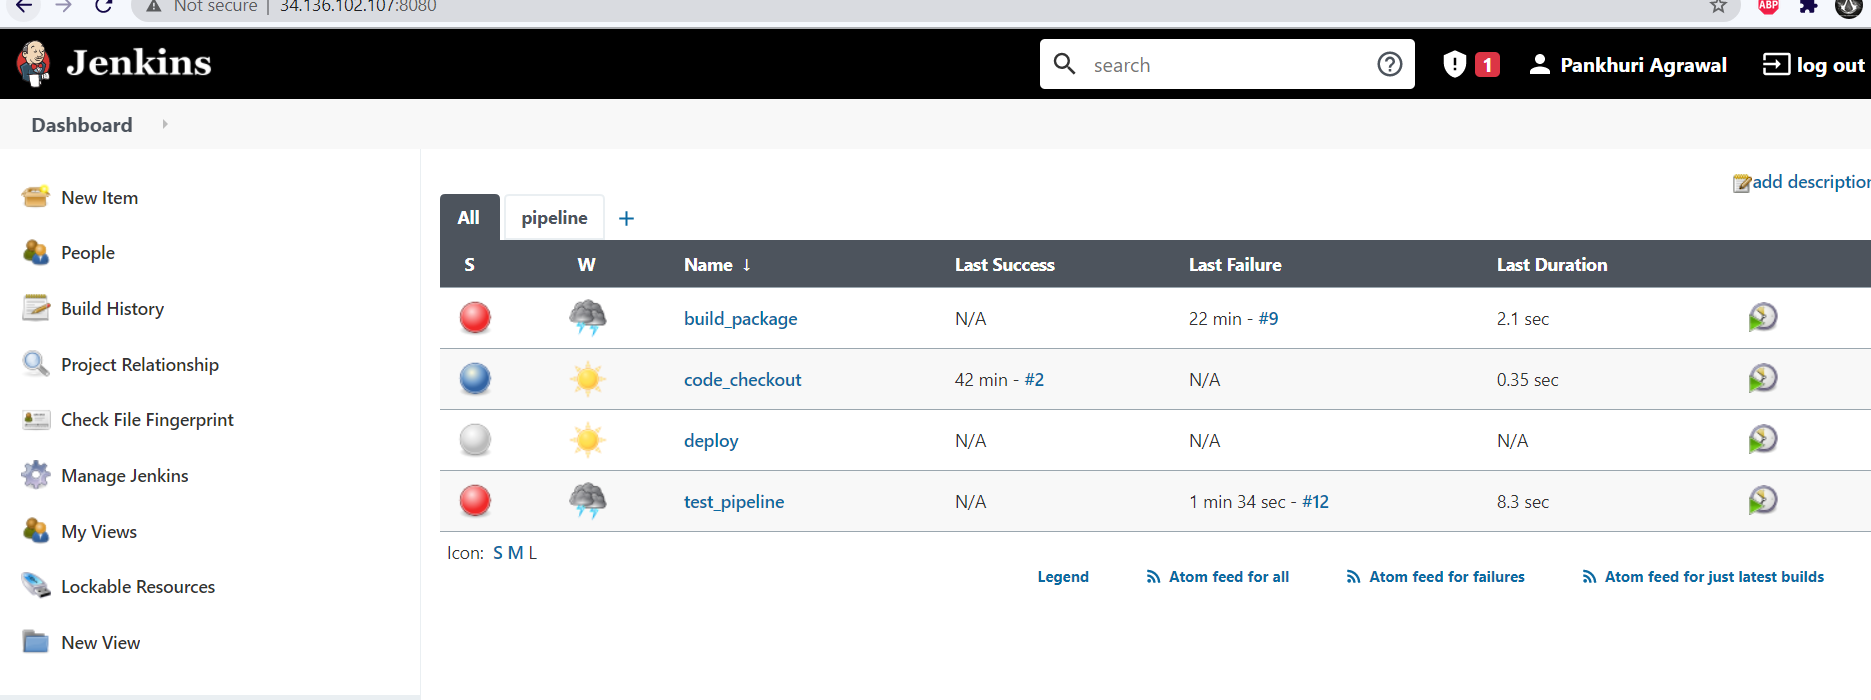 Not secure | 34.136.102.107:8080
ABP
Jenkins
search
1
Pankhuri Agrawal
log out
Dashboard
New Item
People
Build History
Project Relationship
Check File Fingerprint
Manage Jenkins
My Views
Lockable Resources
New View
add description
All pipeline +
S W Name ↓ Last Success Last Failure Last Duration
build_package N/A 22 min - #9 2.1 sec
code_checkout 42 min - #2 N/A 0.35 sec
deploy N/A N/A N/A
test_pipeline N/A 1 min 34 sec - #12 8.3 sec
Icon: S M L
Legend Atom feed for all Atom feed for failures Atom feed for just latest builds